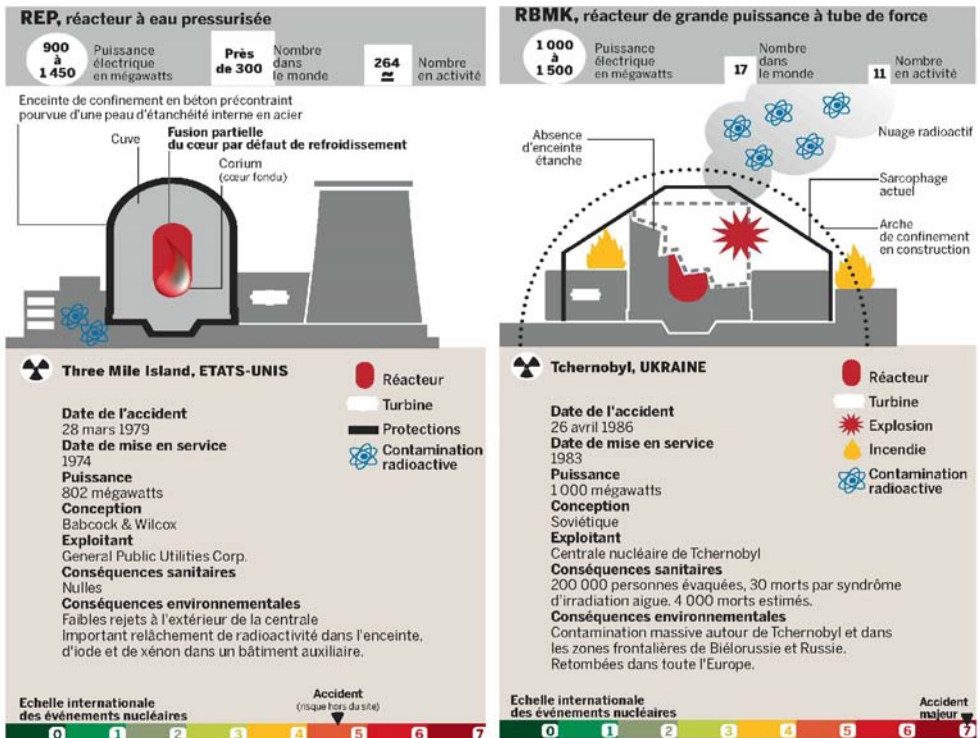 REP, réacteur à eau pressurisée
900
à
1 450
Puissance
électrique
en mégawatts
Près
de 300
Nombre
dans
le monde
264
≃
Nombre
en activité
Enceinte de confinement en béton précontraint
pourvue d'une peau d'étanchéité interne en acier
Cuve
Fusion partielle
du cœur par défaut de refroidissement
Corium
(cœur fondu)
Three Mile Island, ETATS-UNIS
Date de l'accident
28 mars 1979
Date de mise en service
1974
Puissance
802 mégawatts
Conception
Babcock & Wilcox
Exploitant
General Public Utilities Corp.
Conséquences sanitaires
Nulles
Conséquences environnementales
Faibles rejets à l'extérieur de la centrale
Important relâchement de radioactivité dans l'enceinte,
d'iode et de xénon dans un bâtiment auxiliaire.
Réacteur
Turbine
Protections
Contamination
radioactive
Echelle internationale
des événements nucléaires
Accident
(risque hors du site)
0 1 2 3 4 5 6 7
RBMK, réacteur de grande puissance à tube de force
1 000
à
1 500
Puissance
électrique
en mégawatts
17
Nombre
dans
le monde
11
Nombre
en activité
Absence
d'enceinte
étanche
Nuage radioactif
Sarcophage
actuel
Arche
de confinement
en construction
Tchernobyl, UKRAINE
Date de l'accident
26 avril 1986
Date de mise en service
1983
Puissance
1 000 mégawatts
Conception
Soviétique
Exploitant
Centrale nucléaire de Tchernobyl
Conséquences sanitaires
200 000 personnes évaquées, 30 morts par syndrôme
d'irradiation aigue. 4 000 morts estimés.
Conséquences environnementales
Contamination massive autour de Tchernobyl et dans
les zones frontalières de Biélorussie et Russie.
Retombées dans toute l'Europe.
Réacteur
Turbine
Explosion
Incendie
Contamination
radioactive
Echelle internationale
des événements nucléaires
Accident
majeur
0 1 2 3 4 5 6 7